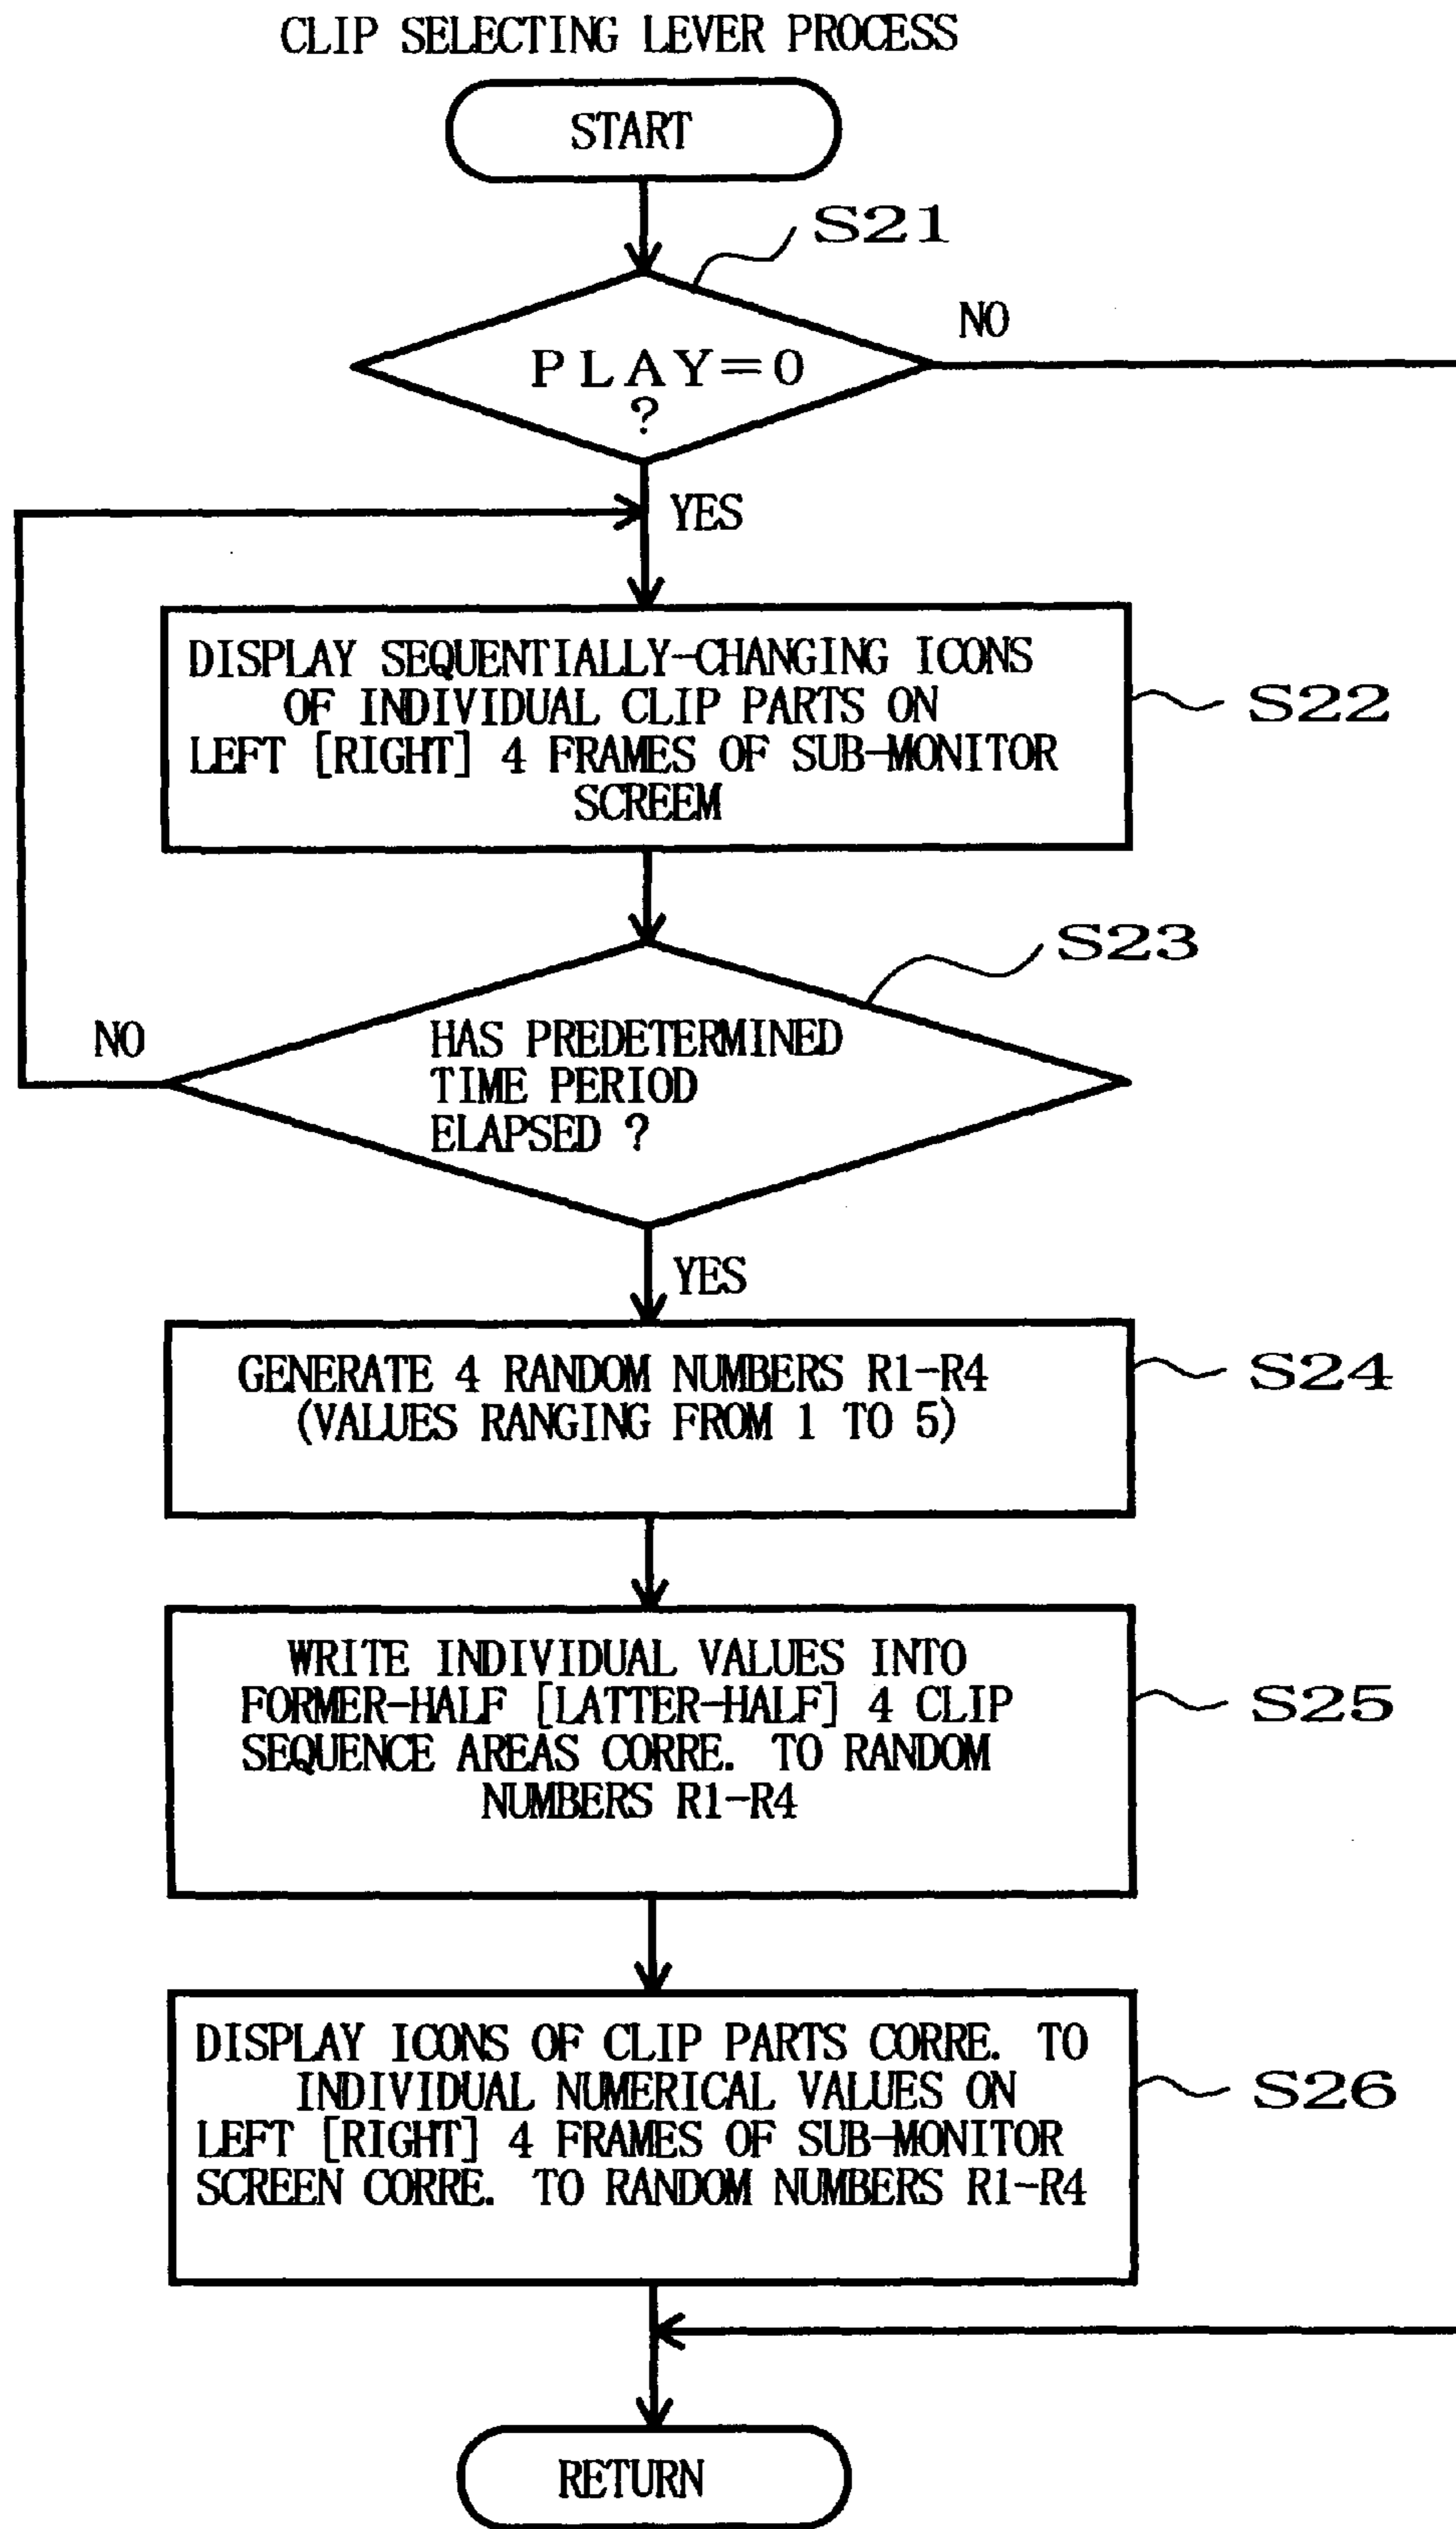 CLIP SELECTING LEVER PROCESS
START
S21
PLAY=0
?
NO
YES
DISPLAY SEQUENTIALLY-CHANGING ICONS
OF INDIVIDUAL CLIP PARTS ON
LEFT [RIGHT] 4 FRAMES OF SUB-MONITOR
SCREEM
S22
S23
HAS PREDETERMINED
TIME PERIOD
ELAPSED ?
NO
YES
GENERATE 4 RANDOM NUMBERS R1-R4
(VALUES RANGING FROM 1 TO 5)
S24
WRITE INDIVIDUAL VALUES INTO
FORMER-HALF [LATTER-HALF] 4 CLIP
SEQUENCE AREAS CORRE. TO RANDOM
NUMBERS R1-R4
S25
DISPLAY ICONS OF CLIP PARTS CORRE. TO
INDIVIDUAL NUMERICAL VALUES ON
LEFT [RIGHT] 4 FRAMES OF SUB-MONITOR
SCREEN CORRE. TO RANDOM NUMBERS R1-R4
S26
RETURN